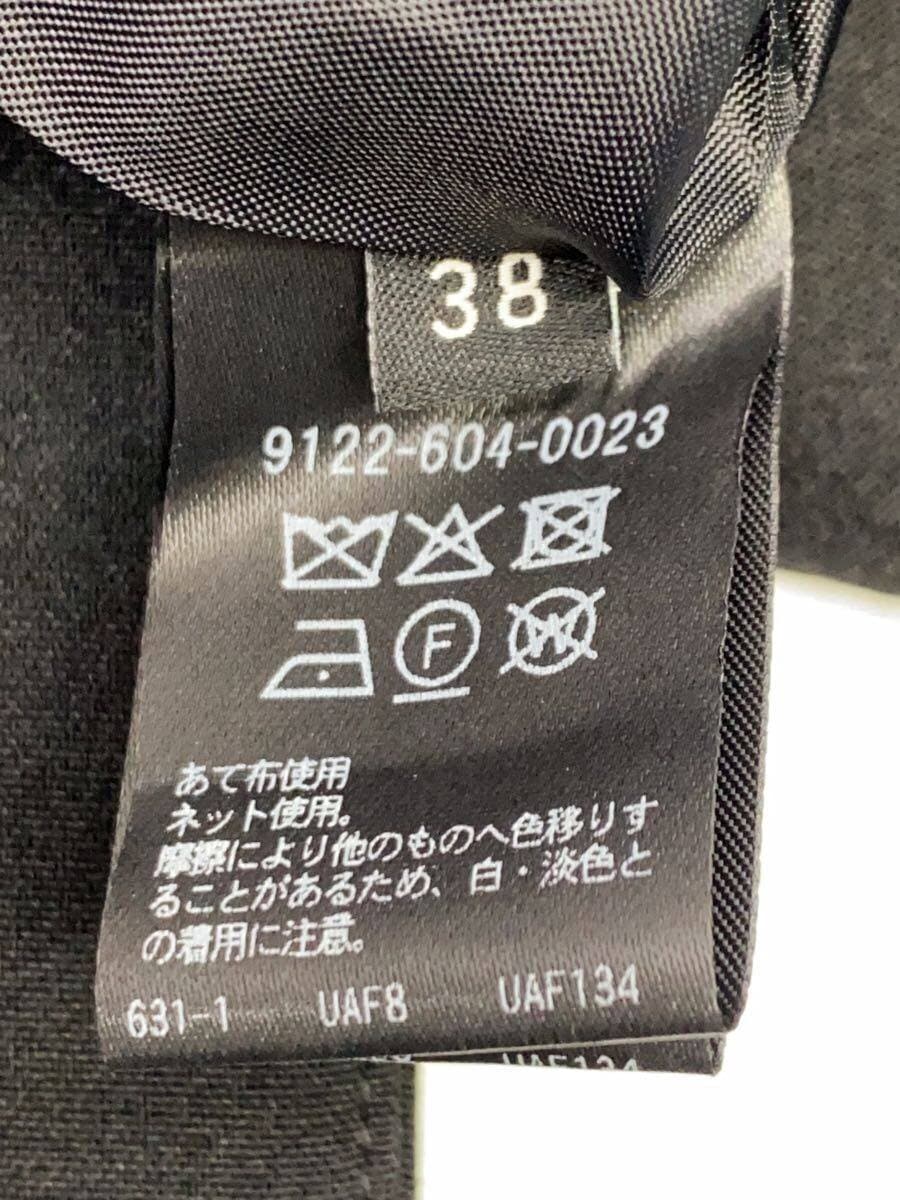 38
9122-604-0023
F
W
あて布使用
ネット使用。
摩擦により他のものへ色移りす
ることがあるため、白・淡色と
の着用に注意。
631-1 UAF8 UAF134
UAF134